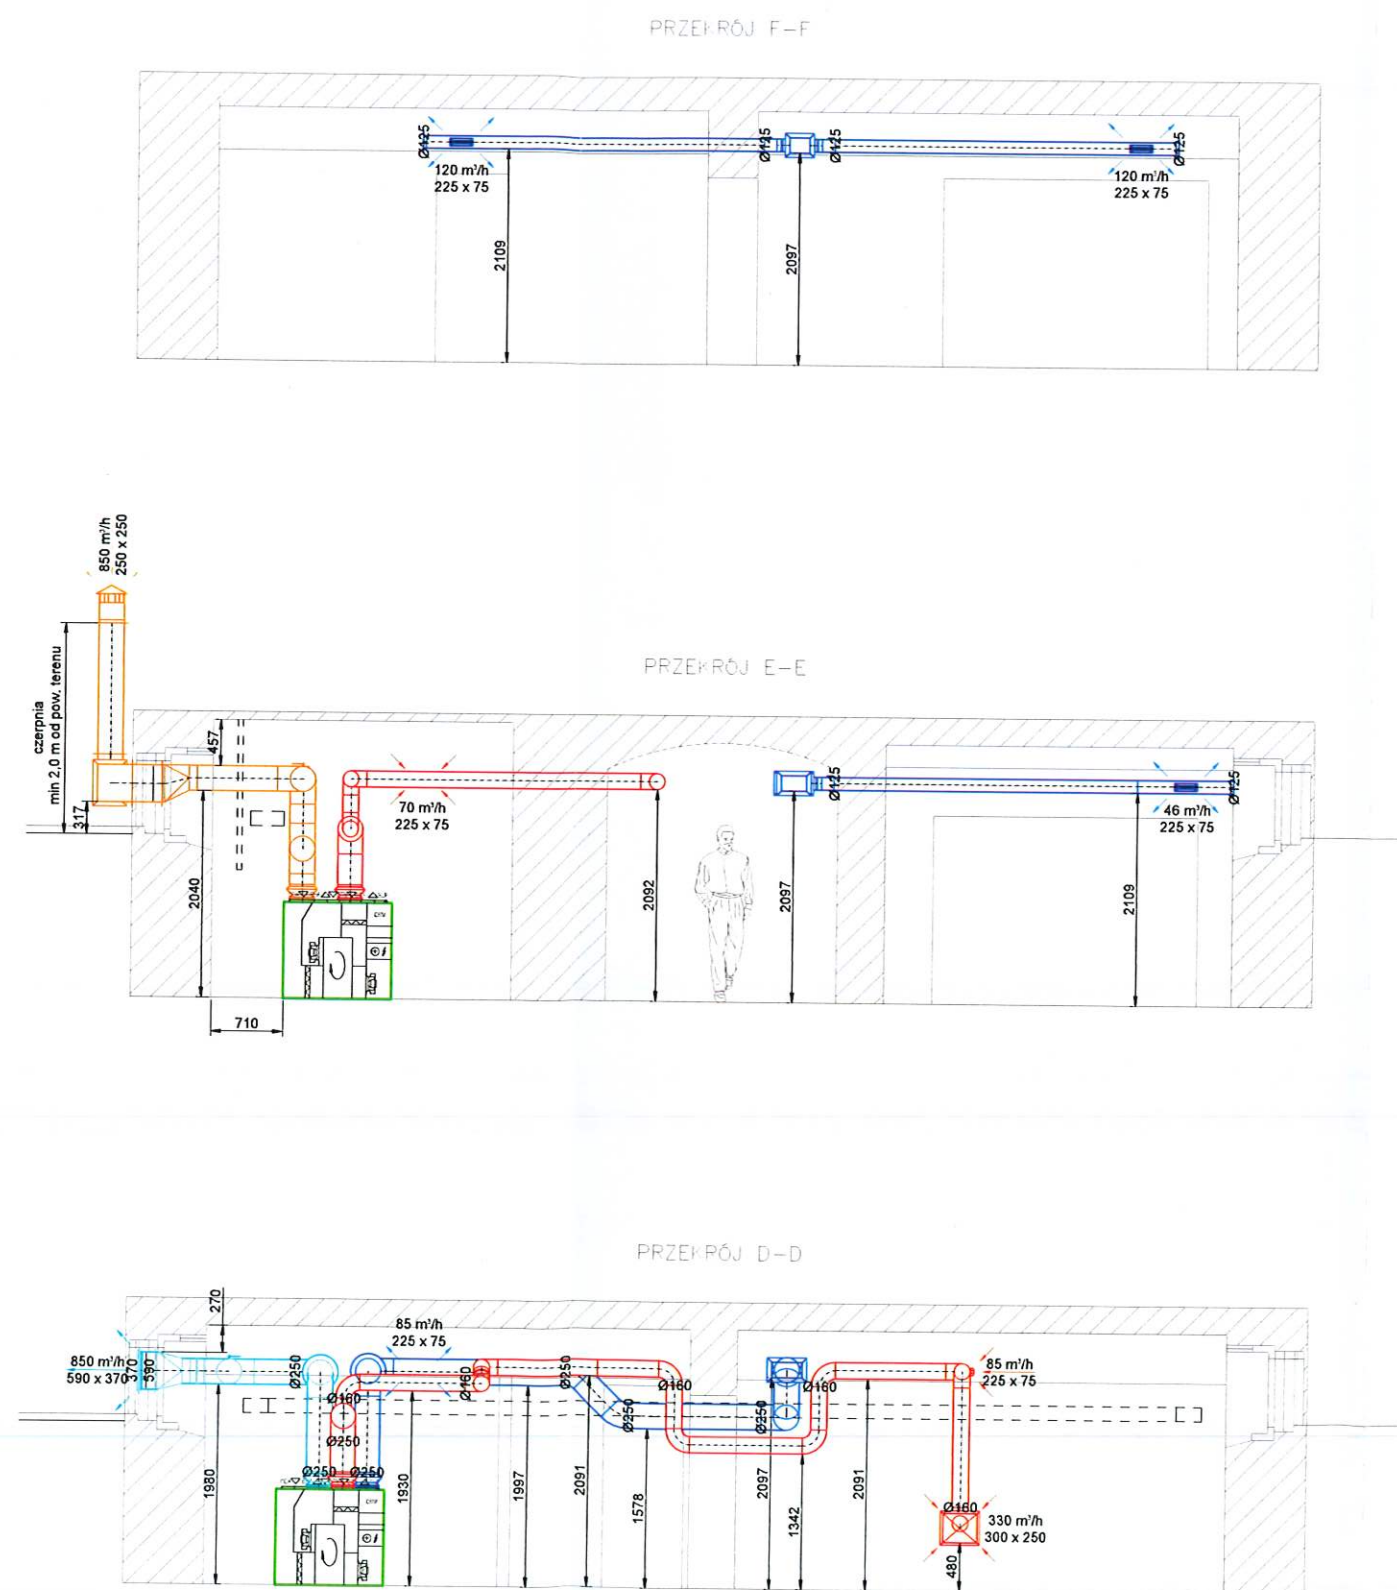 PRZEKRÓJ F-F
Ø125
120 m³/h
225 x 75
Ø125
Ø125
120 m³/h
225 x 75
Ø125
2109
2097
850 m³/h
250 x 250
PRZEKRÓJ E-E
czerpnia
min 2,0 m od pow. terenu
317
457
2040
710
70 m³/h
225 x 75
2092
2097
Ø125
46 m³/h
225 x 75
Ø125
2109
PRZEKRÓJ D-D
270
850 m³/h
590 x 370
370
590
Ø250
85 m³/h
225 x 75
Ø160
Ø160
Ø250
Ø160
Ø250
Ø250
Ø250
Ø250
Ø250
Ø160
85 m³/h
225 x 75
1980
1930
1997
2091
1578
2097
1342
2091
Ø160
330 m³/h
300 x 250
480